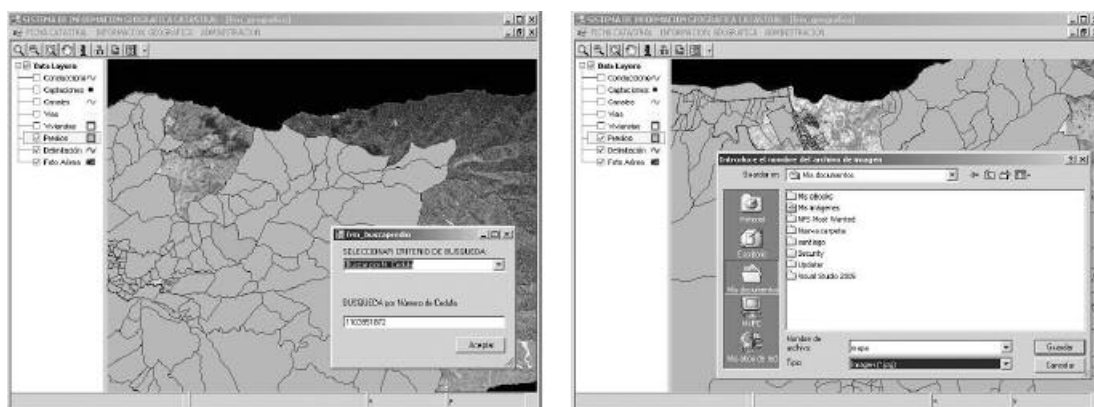 SISTEMA DE INFORMACION GEOGRAFICA CATASTRAL - [frm_geografico]
FICHA CATASTRAL INFORMACION GEOGRAFICA ADMINISTRACION
Data Layers
Conducciones
Captaciones
Canales
Vias
Viviendas
Predios
Delimitación
Foto Aérea
frm_buscapredio
SELECCIONAR CRITERIO DE BUSQUEDA
BUSQUEDA por Número de Cedula
Aceptar
x
y
SISTEMA DE INFORMACION GEOGRAFICA CATASTRAL - [frm_geografico]
FICHA CATASTRAL INFORMACION GEOGRAFICA ADMINISTRACION
Data Layers
Conducciones
Captaciones
Canales
Vias
Viviendas
Predios
Delimitación
Foto Aérea
Introduce el nombre del archivo de imagen
Guardar en:
Mis documentos
Historial
Escritorio
Mis documentos
Mi PC
Mis sitios de red
Mis eBooks
Mis imágenes
NFS Most Wanted
Nueva carpeta
santiago
Security
Updater
Visual Studio 2005
Nombre de archivo:
mapa
Guardar
Tipo:
Imagen (*.jpg)
Cancelar
x
y